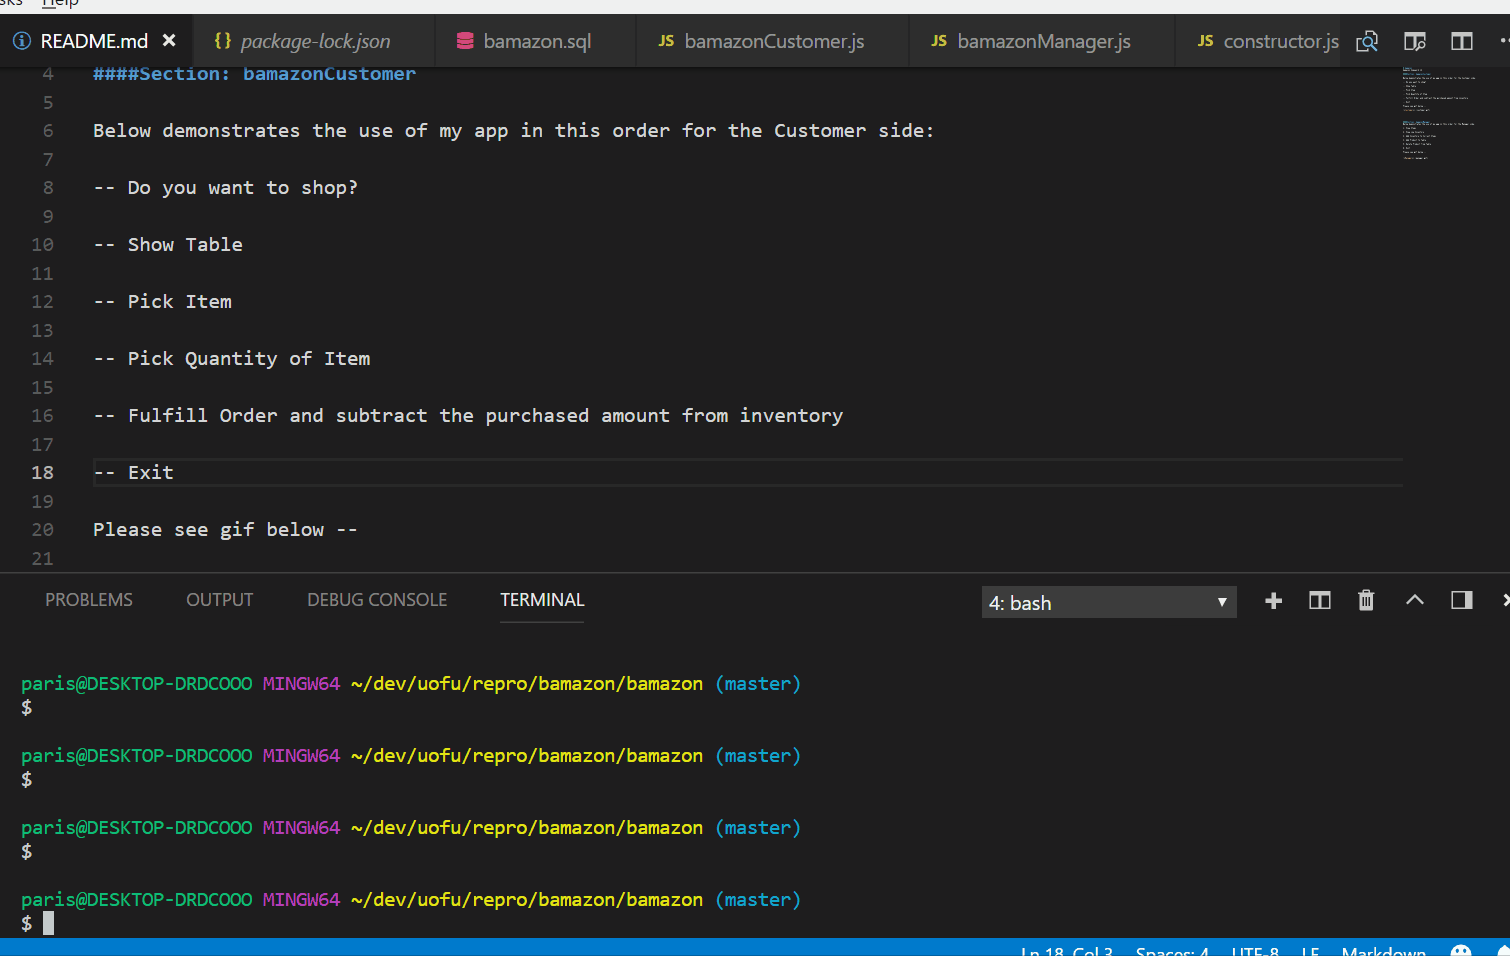 Help
README.md package-lock.json bamazon.sql bamazonCustomer.js bamazonManager.js constructor.js
4 ####Section: bamazonCustomer
5
6 Below demonstrates the use of my app in this order for the Customer side:
7
8 -- Do you want to shop?
9
10 -- Show Table
11
12 -- Pick Item
13
14 -- Pick Quantity of Item
15
16 -- Fulfill Order and subtract the purchased amount from inventory
17
18 -- Exit
19
20 Please see gif below --
21
PROBLEMS OUTPUT DEBUG CONSOLE TERMINAL 4: bash
paris@DESKTOP-DRDCOOO MINGW64 ~/dev/uofu/repro/bamazon/bamazon (master)
$
paris@DESKTOP-DRDCOOO MINGW64 ~/dev/uofu/repro/bamazon/bamazon (master)
$
paris@DESKTOP-DRDCOOO MINGW64 ~/dev/uofu/repro/bamazon/bamazon (master)
$
paris@DESKTOP-DRDCOOO MINGW64 ~/dev/uofu/repro/bamazon/bamazon (master)
$
Ln 18, Col 3 Spaces: 4 UTF-8 LF Markdown